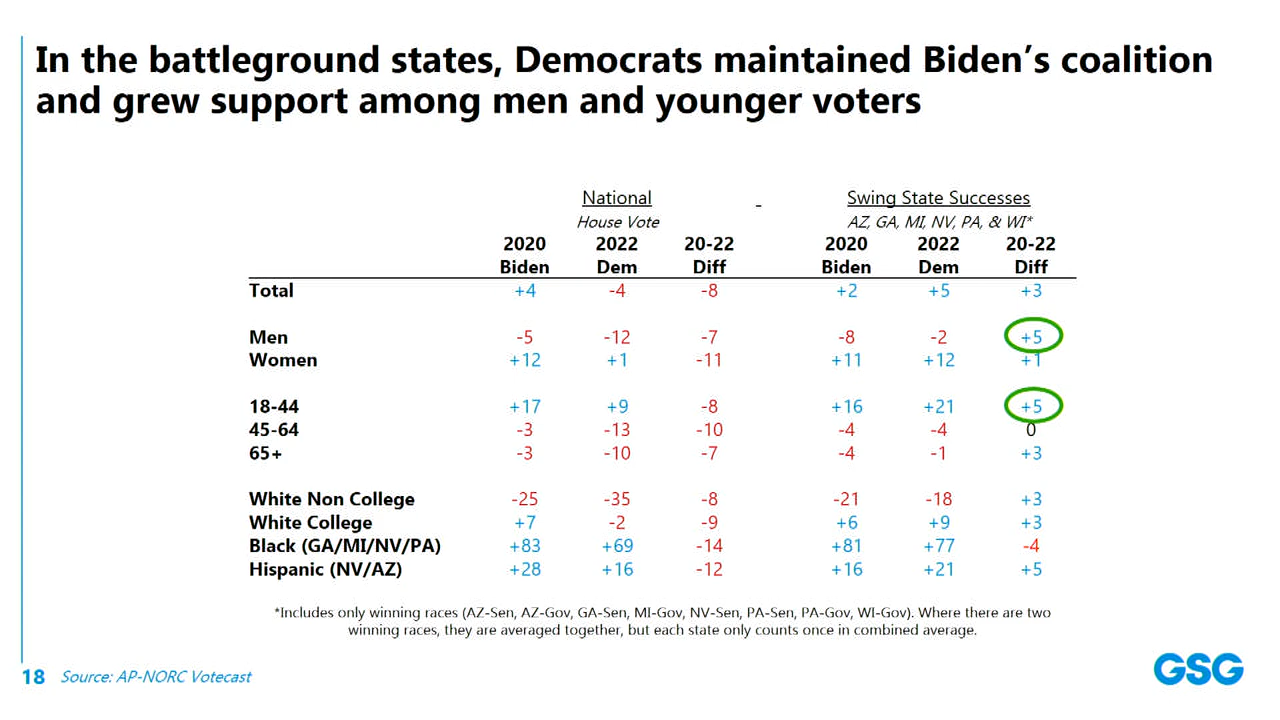 In the battleground states, Democrats maintained Biden's coalition
and grew support among men and younger voters
National - Swing State Successes
House Vote AZ, GA, MI, NV, PA, & WI*
2020 2022 20-22 2020 2022 20-22
Biden Dem Diff Biden Dem Diff
Total +4 -4 -8 +2 +5 +3
Men -5 -12 -7 -8 -2 +5
Women +12 +1 -11 +11 +12 +1
18-44 +17 +9 -8 +16 +21 +5
45-64 -3 -13 -10 -4 -4 0
65+ -3 -10 -7 -4 -1 +3
White Non College -25 -35 -8 -21 -18 +3
White College +7 -2 -9 +6 +9 +3
Black (GA/MI/NV/PA) +83 +69 -14 +81 +77 -4
Hispanic (NV/AZ) +28 +16 -12 +16 +21 +5
*Includes only winning races (AZ-Sen, AZ-Gov, GA-Sen, MI-Gov, NV-Sen, PA-Sen, PA-Gov, WI-Gov). Where there are two
winning races, they are averaged together, but each state only counts once in combined average.
18 Source: AP-NORC Votecast
GSG